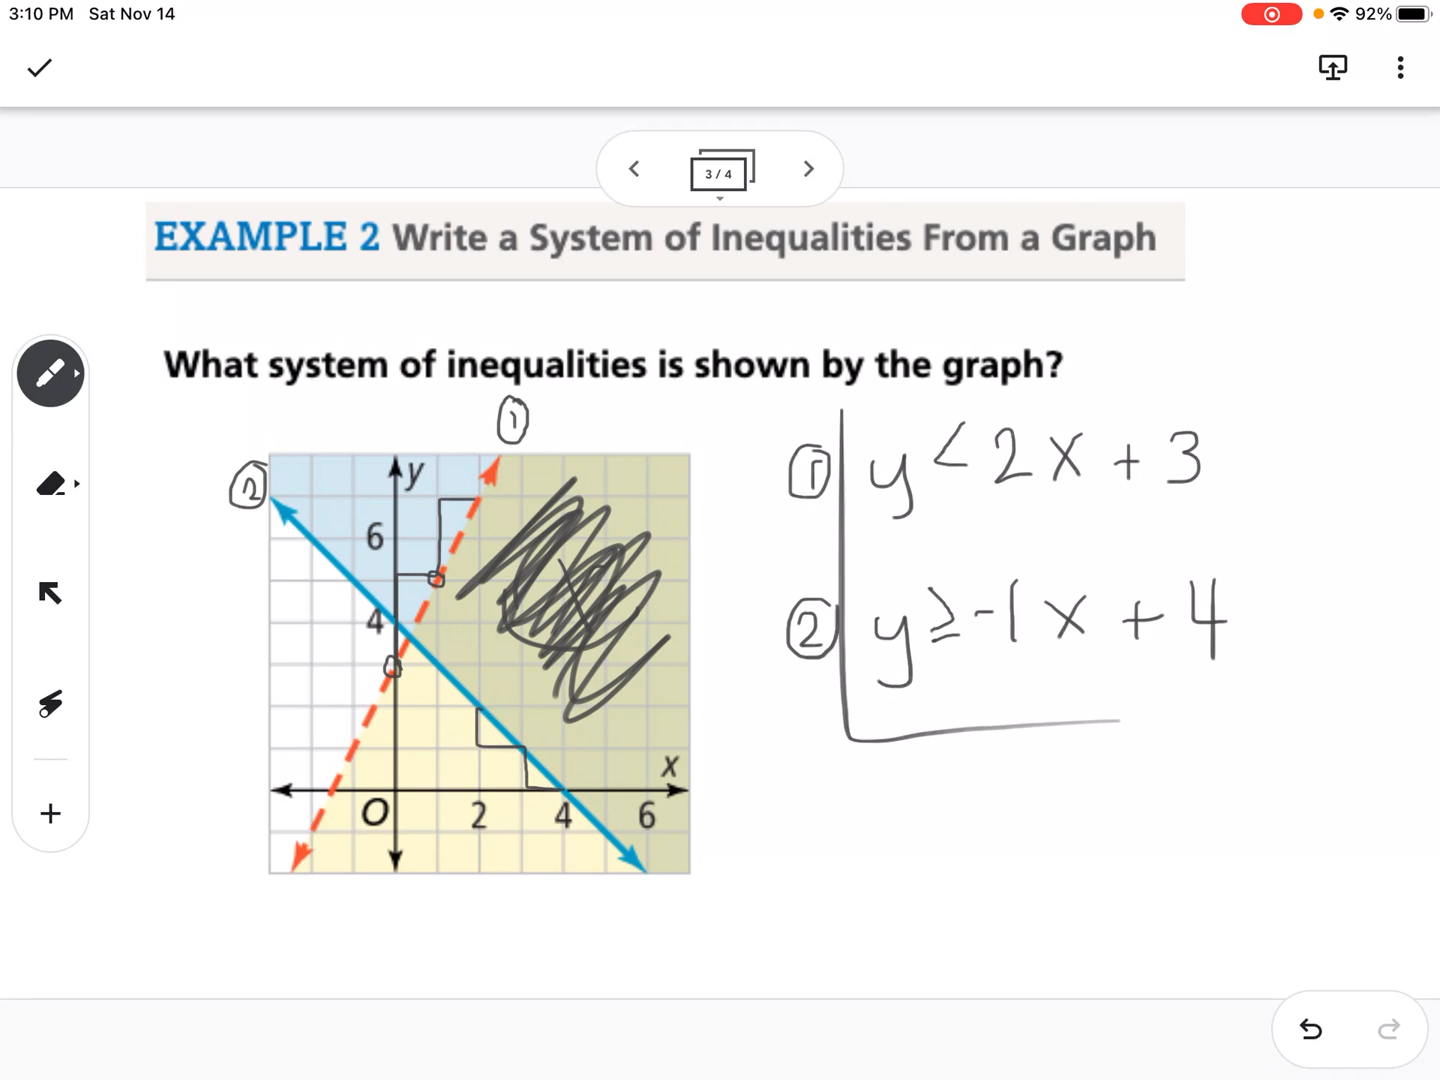 3:10 PM Sat Nov 14
92%
3 / 4
EXAMPLE 2 Write a System of Inequalities From a Graph
What system of inequalities is shown by the graph?
①
②
y
6
4
x
O
2 4 6
① y < 2x + 3
② y ≥ -1x + 4